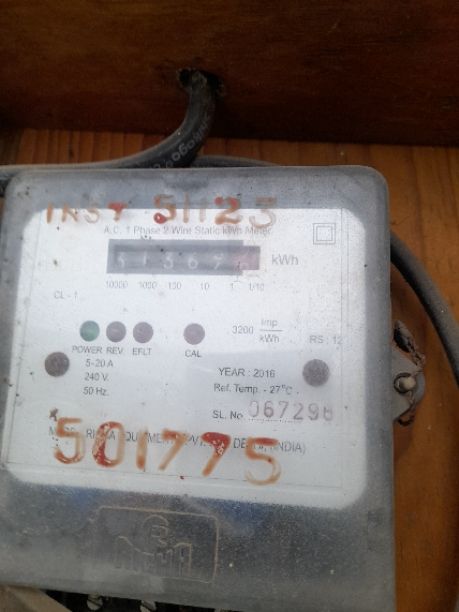 INST 51123
A.C. 1 Phase 2 Wire Static kWh Meter
kWh
10000 1000 100 10 1 1/10
CL - 1
3200 Imp/kWh
RS : 12
POWER REV EFLT CAL
5-20 A
240 V.
50 Hz.
YEAR : 2016
Ref. Temp. - 27°C
SL. No. 067296
501775